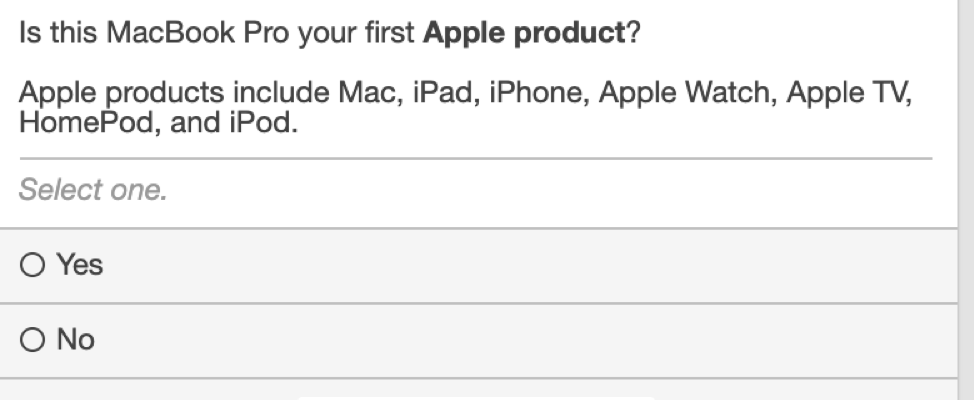 Is this MacBook Pro your first Apple product?
Apple products include Mac, iPad, iPhone, Apple Watch, Apple TV,
HomePod, and iPod.
Select one.
Yes
No